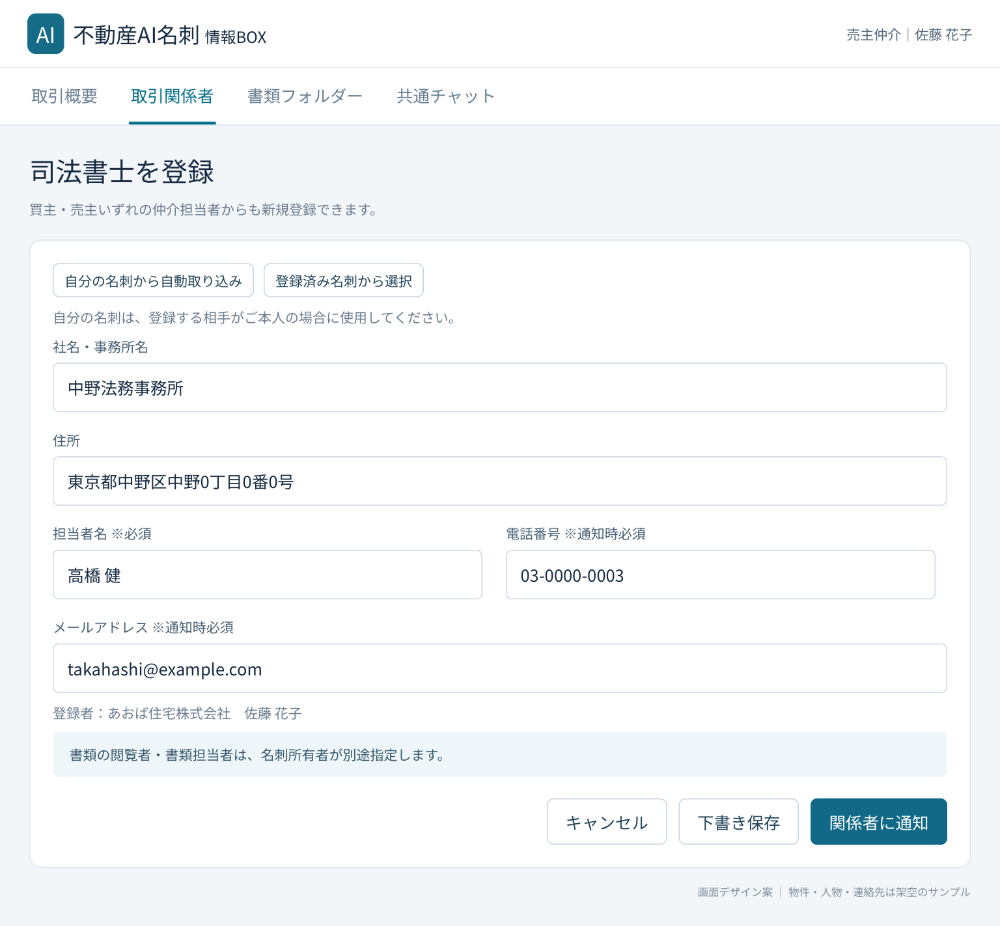 AI 不動産AI名刺 情報BOX
売主仲介｜佐藤 花子
取引概要 取引関係者 書類フォルダー 共通チャット
司法書士を登録
買主・売主いずれの仲介担当者からも新規登録できます。
自分の名刺から自動取り込み 登録済み名刺から選択
自分の名刺は、登録する相手がご本人の場合に使用してください。
社名・事務所名
中野法務事務所
住所
東京都中野区中野0丁目0番0号
担当者名 ※必須 電話番号 ※通知時必須
高橋 健 03-0000-0003
メールアドレス ※通知時必須
takahashi@example.com
登録者：あおば住宅株式会社　佐藤 花子
書類の閲覧者・書類担当者は、名刺所有者が別途指定します。
キャンセル 下書き保存 関係者に通知
画面デザイン案 ｜ 物件・人物・連絡先は架空のサンプル